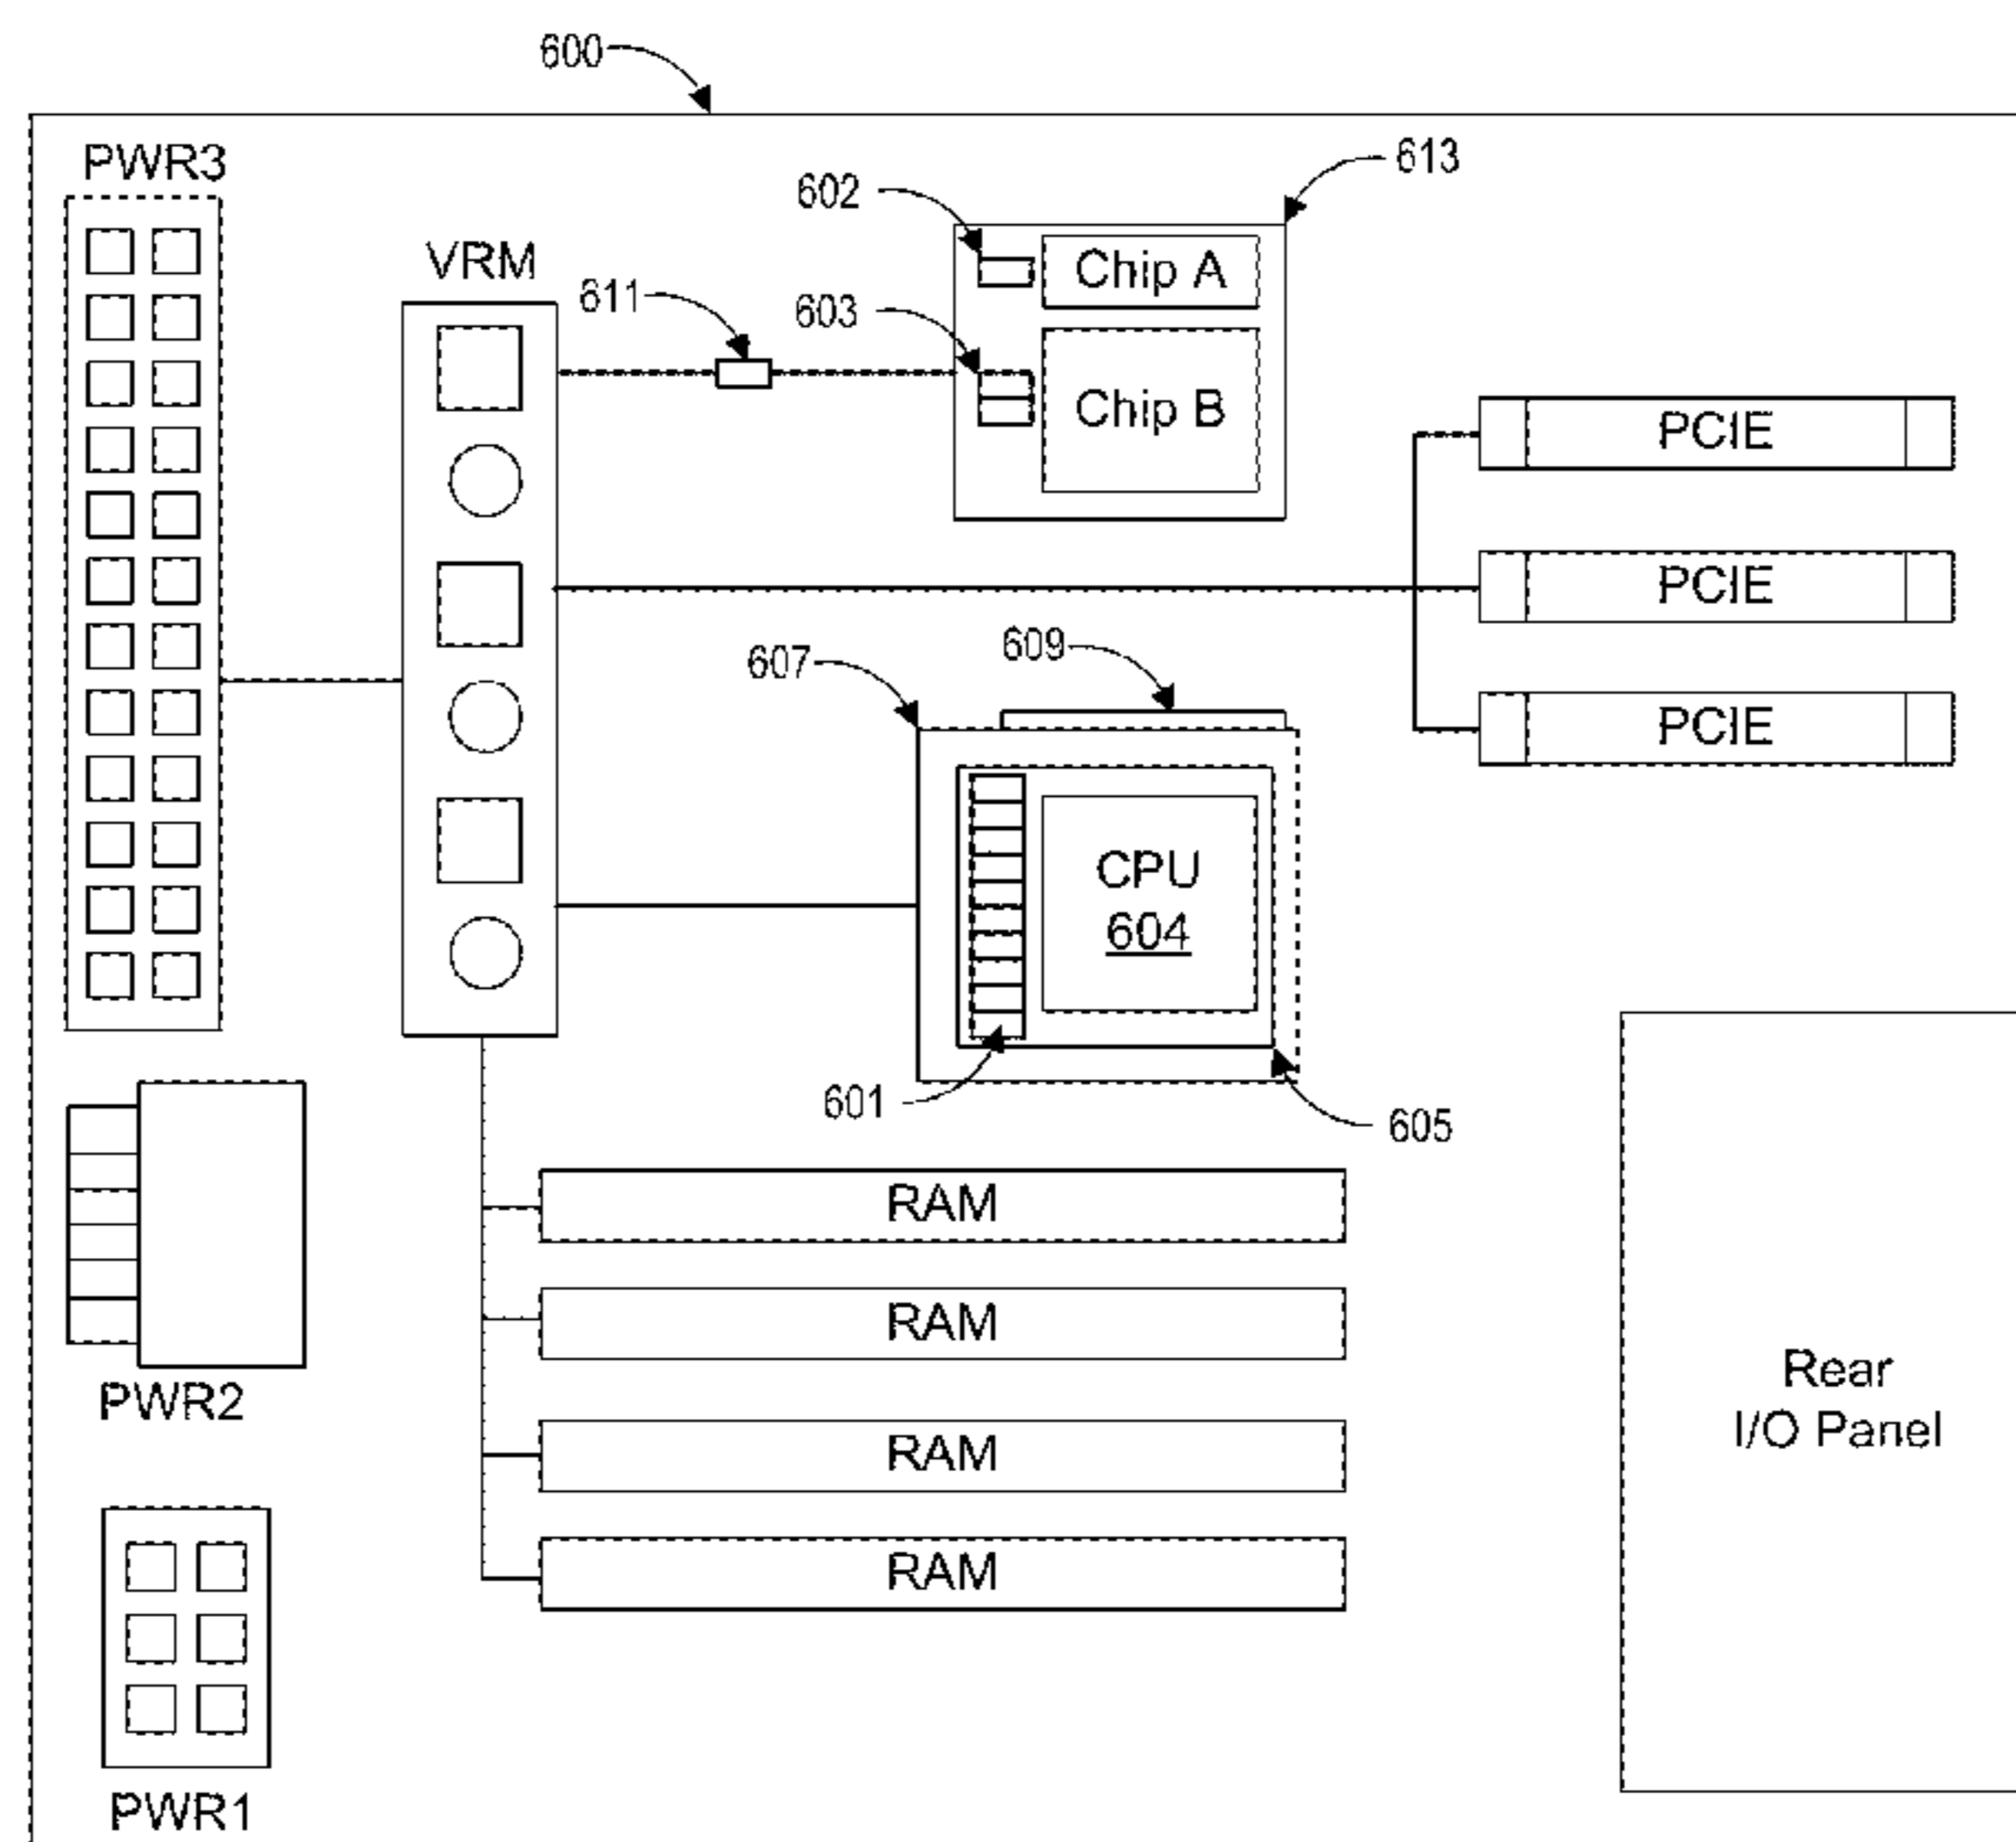 600
PWR3
613
602
VRM
Chip A
611
603
Chip B
PCIE
PCIE
609
607
PCIE
CPU
604
601
605
RAM
RAM
Rear
I/O Panel
PWR2
RAM
RAM
PWR1